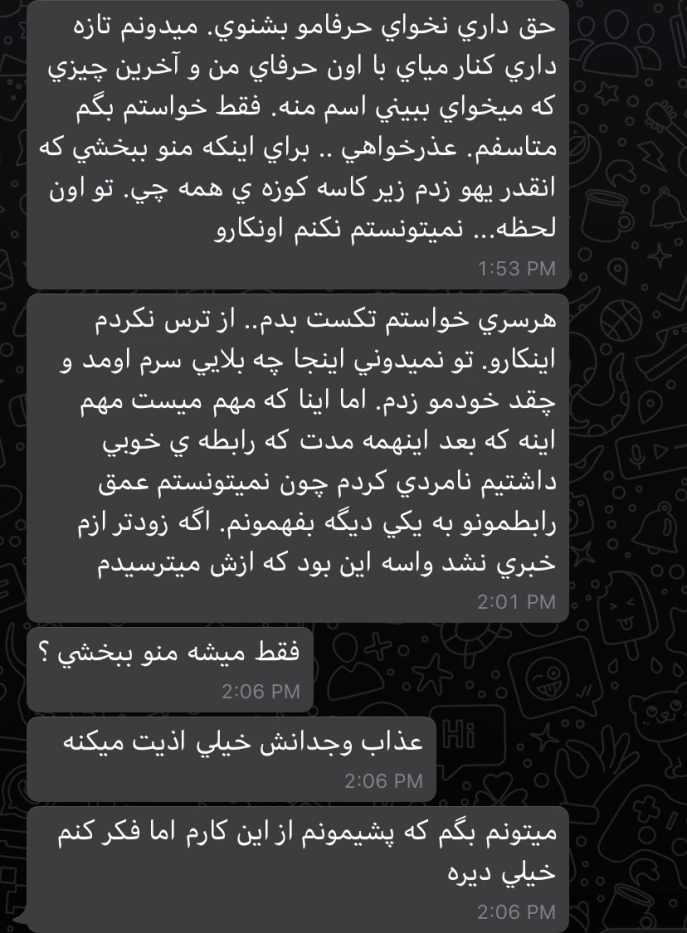 حق داري نخواي حرفامو بشنوي. ميدونم تازه
داري كنار مياي با اون حرفاي من و آخرين چيزي
كه ميخواي ببيني اسم منه. فقط خواستم بگم
متاسفم. عذرخواهي .. براي اينكه منو ببخشي كه
انقدر يهو زدم زير كاسه كوزه ي همه چي. تو اون
لحظه... نميتونستم نكنم اونكارو
1:53 PM
هرسري خواستم تكست بدم.. از ترس نكردم
اينكارو. تو نميدوني اينجا چه بلايي سرم اومد و
چقد خودمو زدم. اما اينا كه مهم ميست مهم
اينه كه بعد اينهمه مدت كه رابطه ي خوبي
داشتيم نامردي كردم چون نميتونستم عمق
رابطمونو به يكي ديگه بفهمونم. اگه زودتر ازم
خبري نشد واسه اين بود كه ازش ميترسيدم
2:01 PM
فقط ميشه منو ببخشي ؟
2:06 PM
عذاب وجدانش خيلي اذيت ميكنه
2:06 PM
ميتونم بگم كه پشيمونم از اين كارم اما فكر كنم
خيلي ديره
2:06 PM
Hi